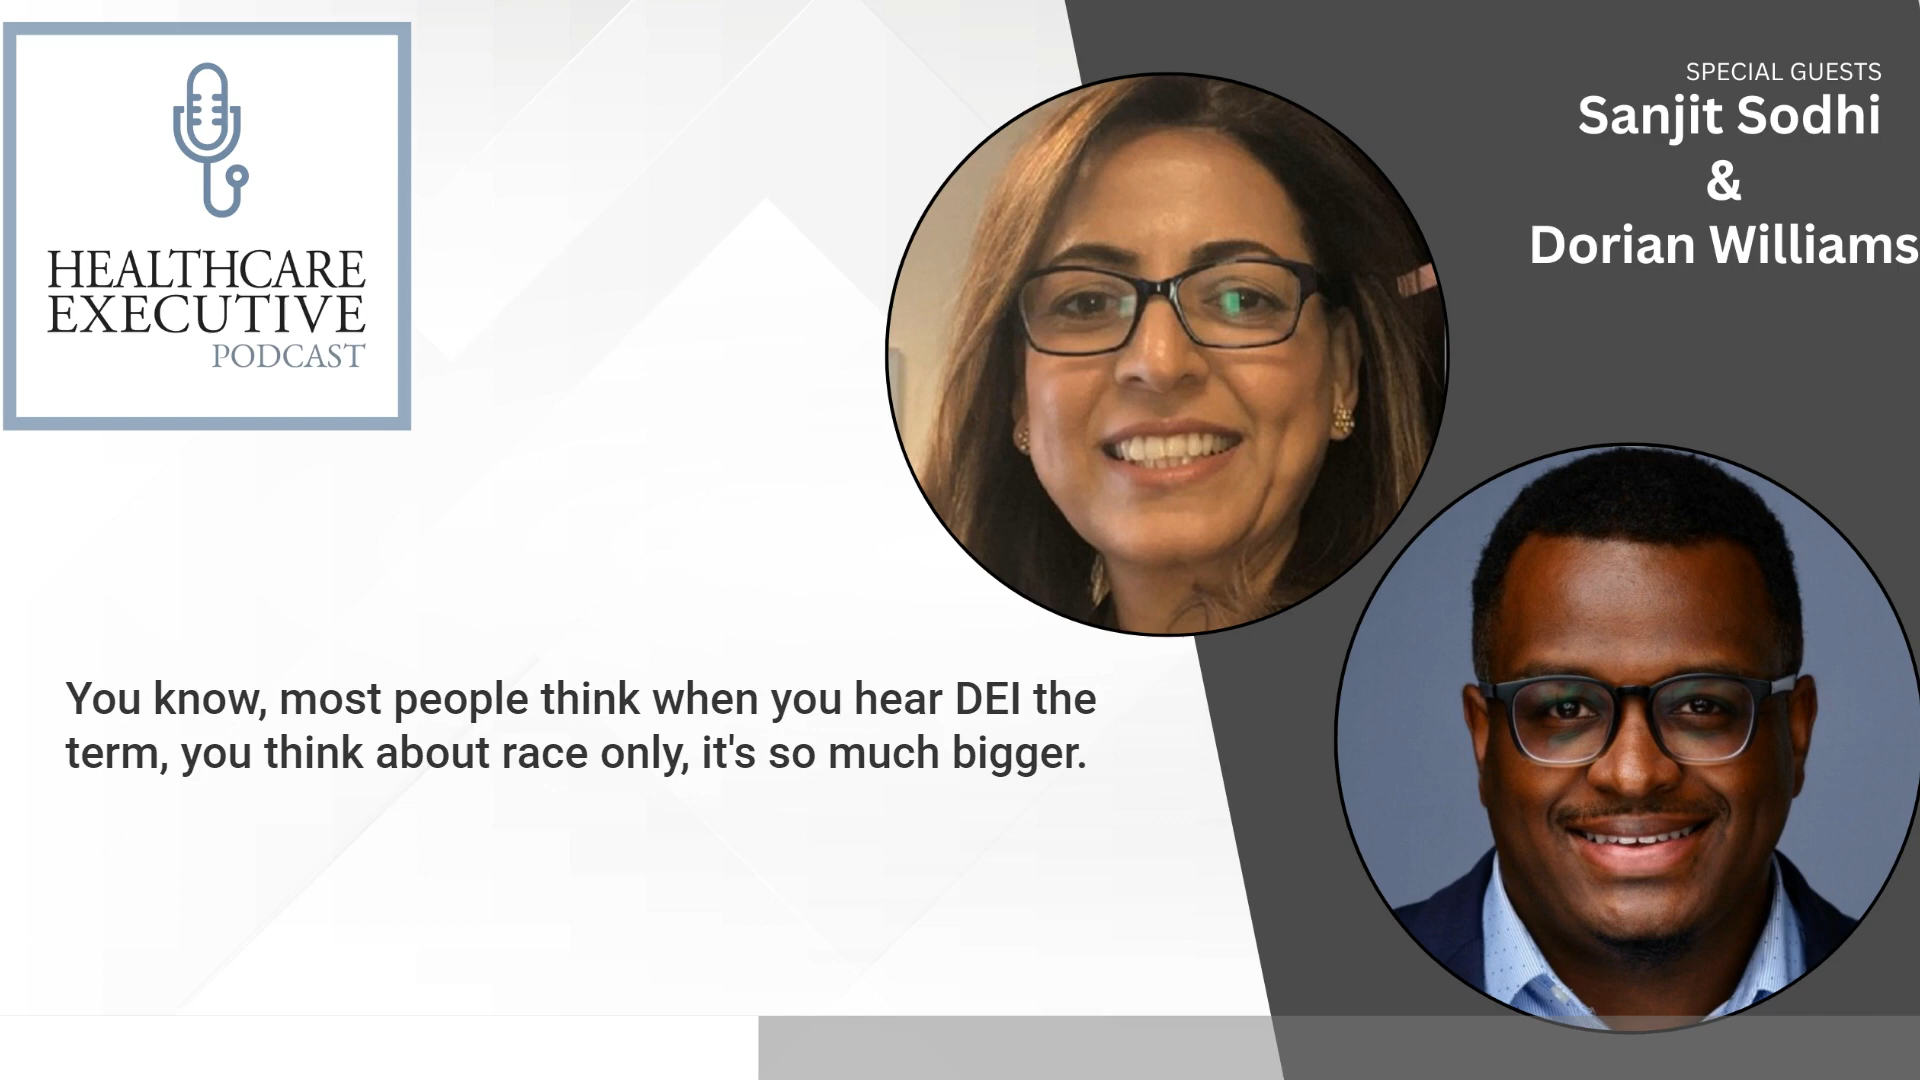 HEALTHCARE
EXECUTIVE
PODCAST
SPECIAL GUESTS
Sanjit Sodhi
&
Dorian Williams
You know, most people think when you hear DEI the
term, you think about race only, it's so much bigger.